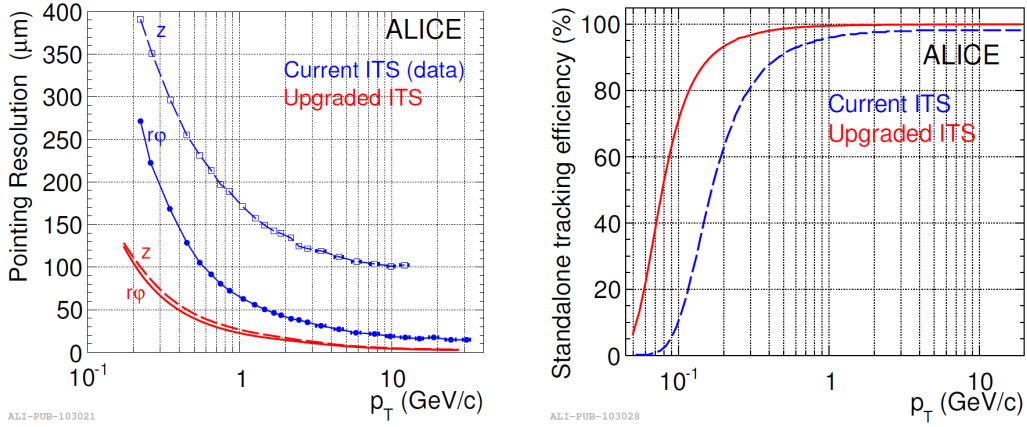 Pointing Resolution (μm)
400
350
300
250
200
150
100
50
0
10-1
1
10
pT (GeV/c)
ALICE
Current ITS (data)
Upgraded ITS
z
rφ
z
rφ
ALI-PUB-103021
Standalone tracking efficiency (%)
100
80
60
40
20
0
10-1
1
10
pT (GeV/c)
ALICE
Current ITS
Upgraded ITS
ALI-PUB-103028